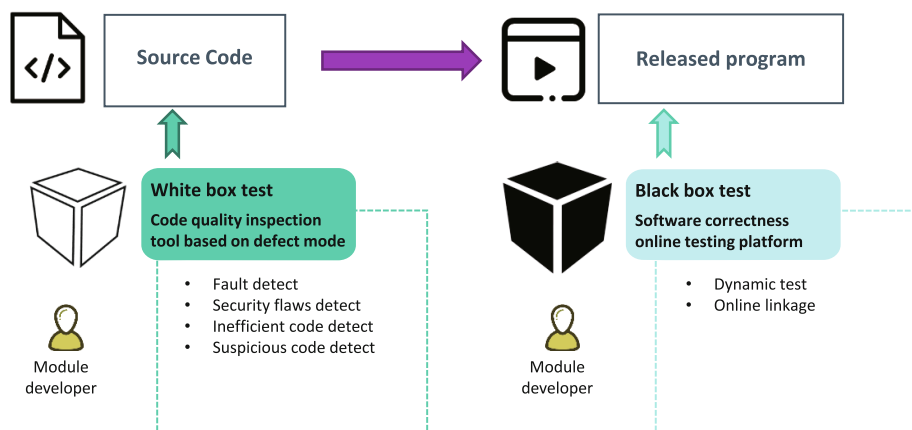 </>
Source Code
Released program
White box test
Code quality inspection
tool based on defect mode
• Fault detect
• Security flaws detect
• Inefficient code detect
• Suspicious code detect
Module
developer
Black box test
Software correctness
online testing platform
• Dynamic test
• Online linkage
Module
developer